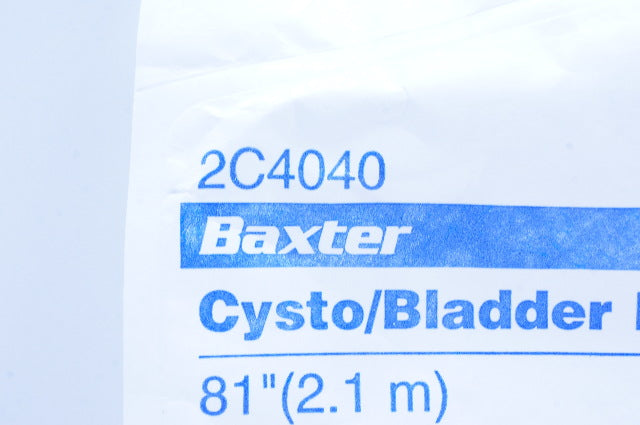 2C4040
Baxter
Cysto/Bladder
81"(2.1 m)